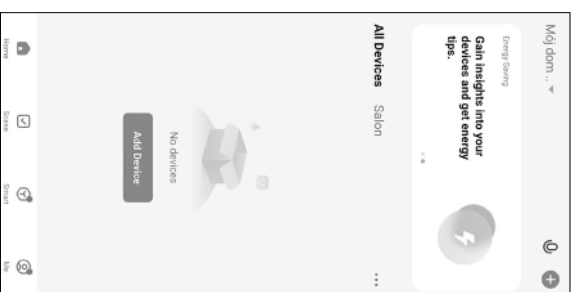 Mój dom ..
Energy Saving
Gain insights into your
devices and get energy
tips.
All Devices Salon
No devices
Add Device
Home Scene Smart Me